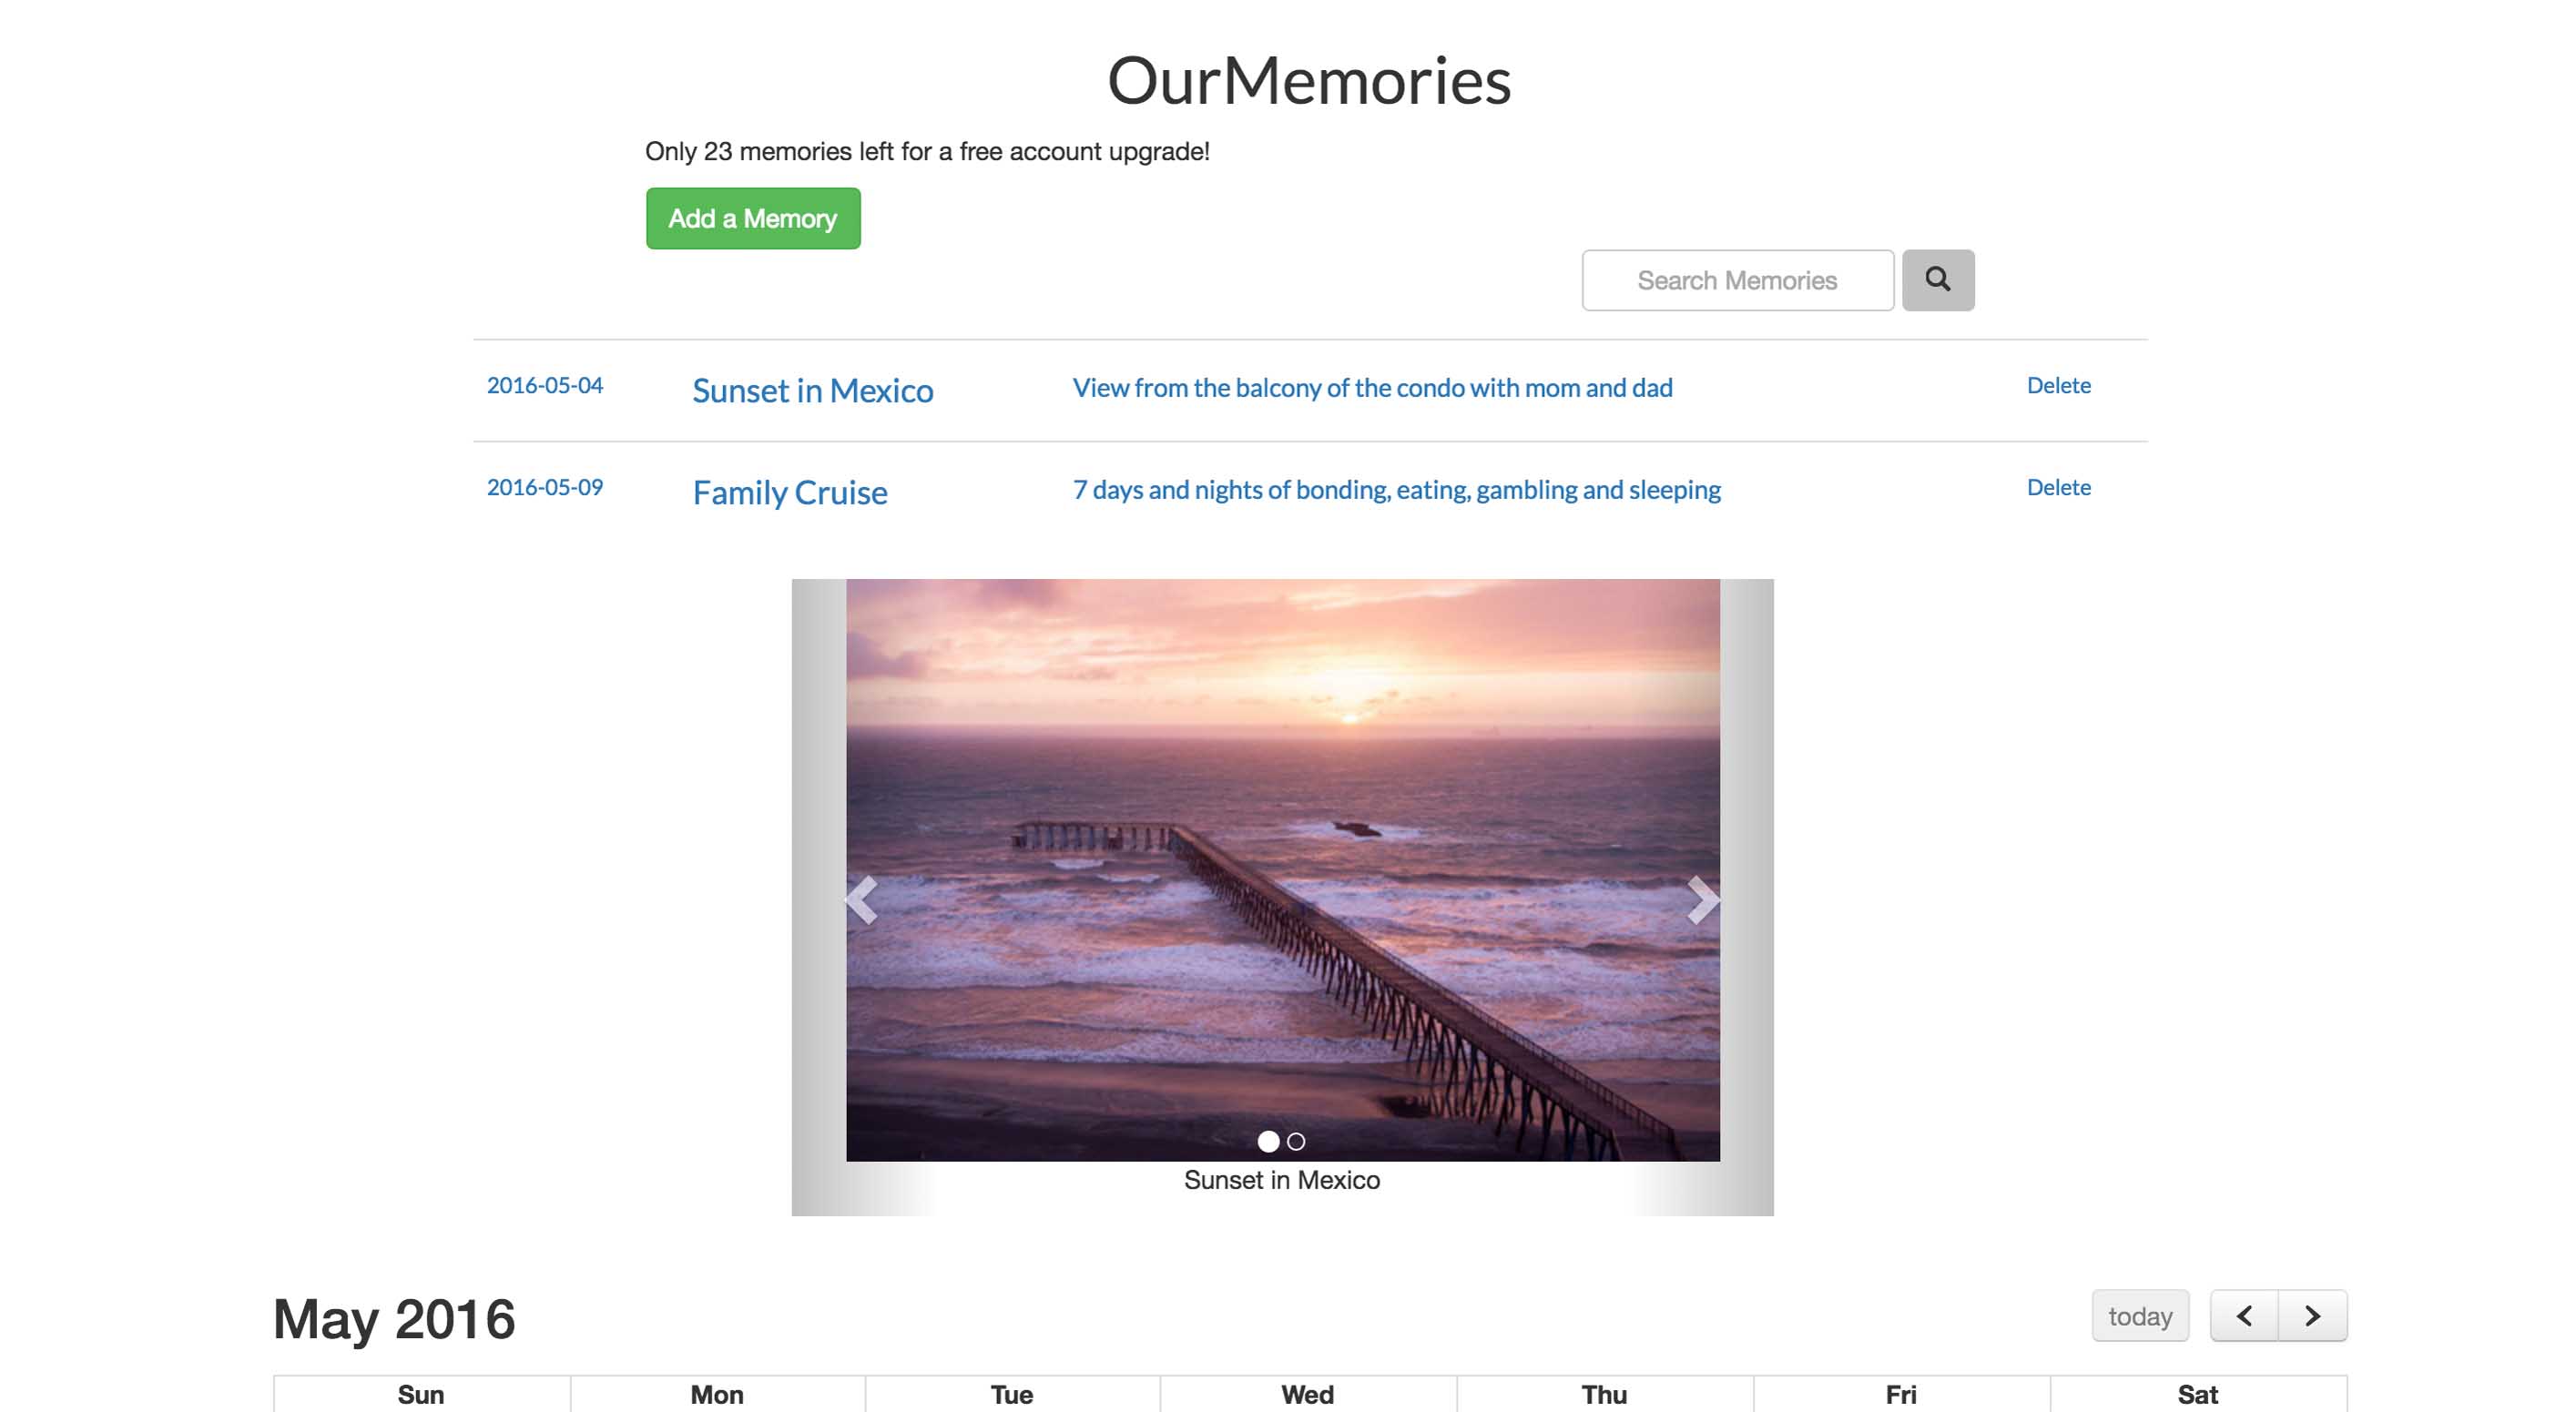 OurMemories
Only 23 memories left for a free account upgrade!
Add a Memory
Search Memories
2016-05-04 Sunset in Mexico View from the balcony of the condo with mom and dad Delete
2016-05-09 Family Cruise 7 days and nights of bonding, eating, gambling and sleeping Delete
Sunset in Mexico
May 2016 today
Sun Mon Tue Wed Thu Fri Sat